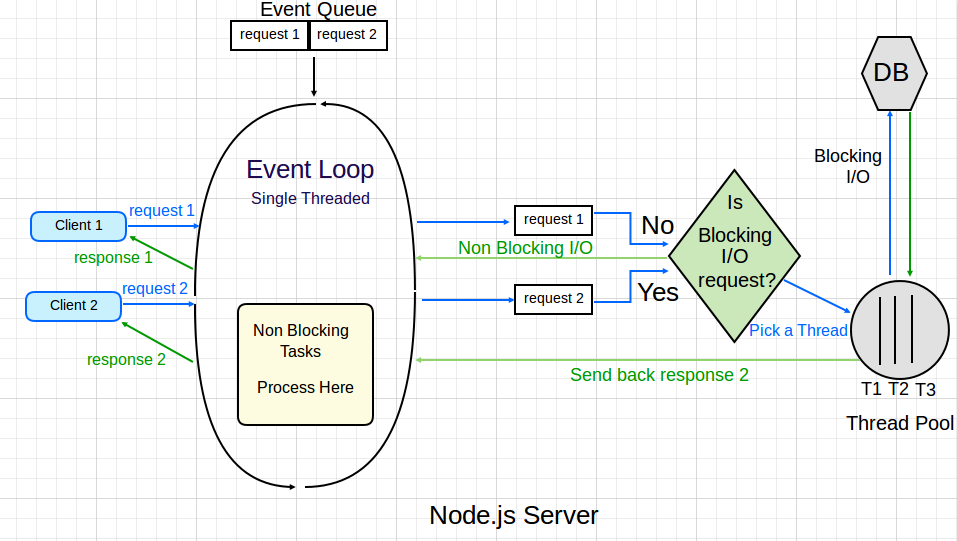 Event Queue
request 1
request 2
DB
Event Loop
Single Threaded
Blocking
I/O
Is
Blocking
I/O
request?
Client 1
request 1
response 1
request 1
No
Non Blocking I/O
Client 2
request 2
response 2
request 2
Yes
Non Blocking
Tasks
Process Here
Pick a Thread
Send back response 2
T1 T2 T3
Thread Pool
Node.js Server